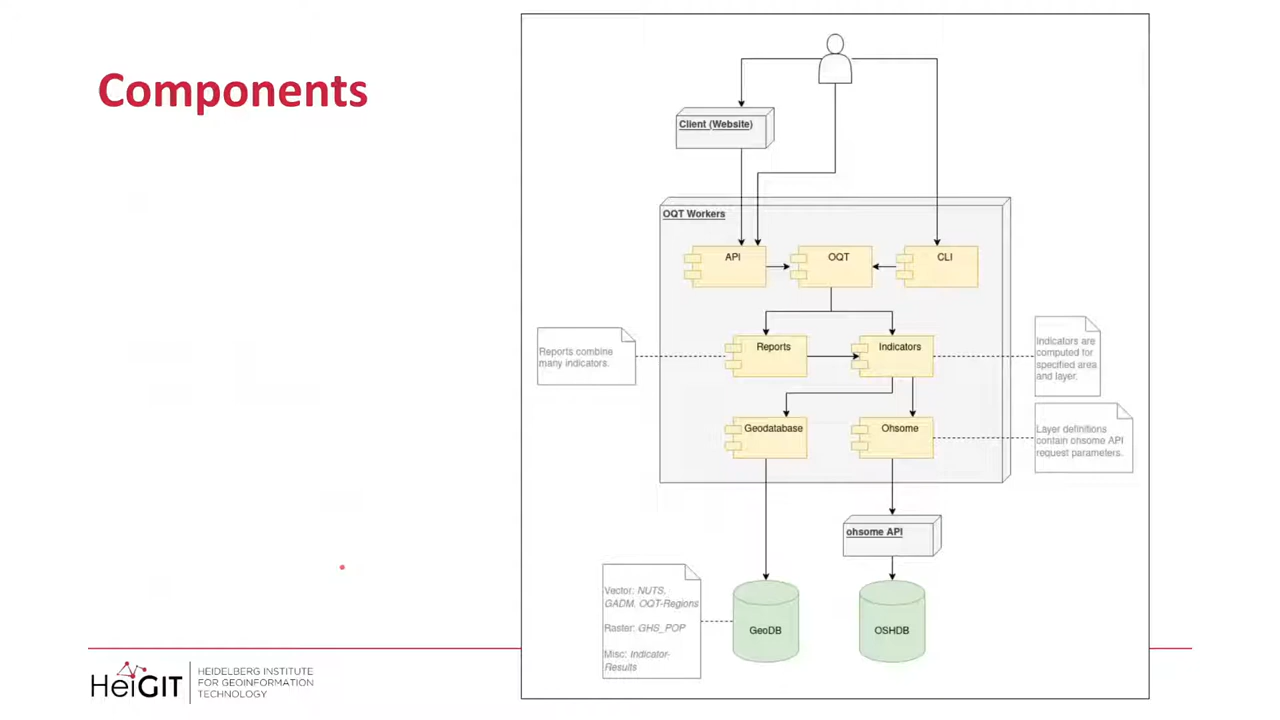 Components
Client (Website)
OQT Workers
API
OQT
CLI
Reports
Indicators
Reports combine
many indicators.
Indicators are
computed for
specified area
and layer.
Geodatabase
Ohsome
Layer definitions
contain ohsome API
request parameters.
ohsome API
Vector: NUTS,
GADM, OQT-Regions
Raster: GHS_POP
Misc: Indicator-
Results
GeoDB
OSHDB
HeiGIT
HEIDELBERG INSTITUTE
FOR GEOINFORMATION
TECHNOLOGY